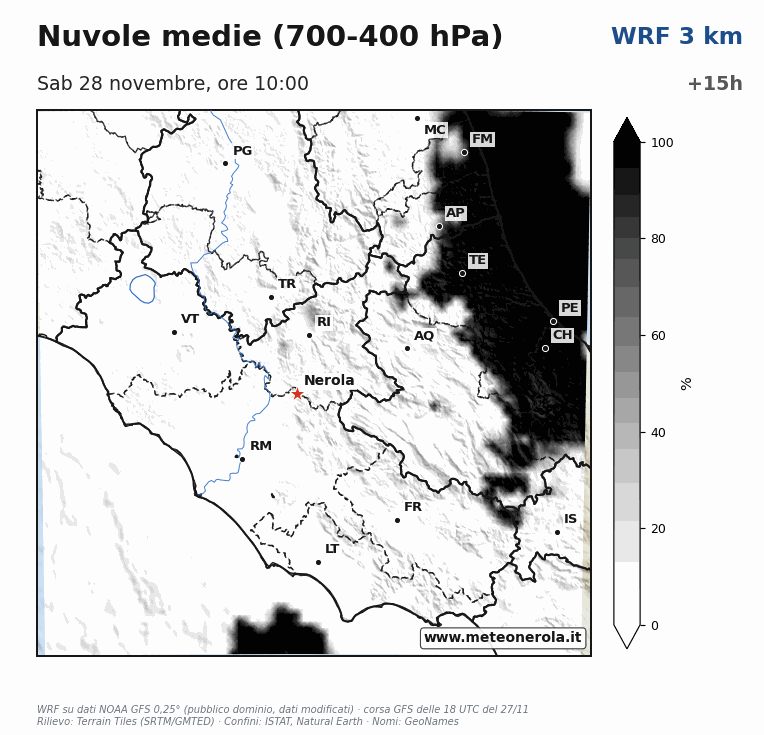 Nuvole medie (700-400 hPa)
WRF 3 km
Sab 28 novembre, ore 10:00
+15h
MC
FM
PG
AP
TE
TR
PE
VT
RI
AQ
CH
Nerola
RM
FR
IS
LT
www.meteonerola.it
100
80
60
40
20
0
%
WRF su dati NOAA GFS 0,25° (pubblico dominio, dati modificati) · corsa GFS delle 18 UTC del 27/11
Rilievo: Terrain Tiles (SRTM/GMTED) · Confini: ISTAT, Natural Earth · Nomi: GeoNames